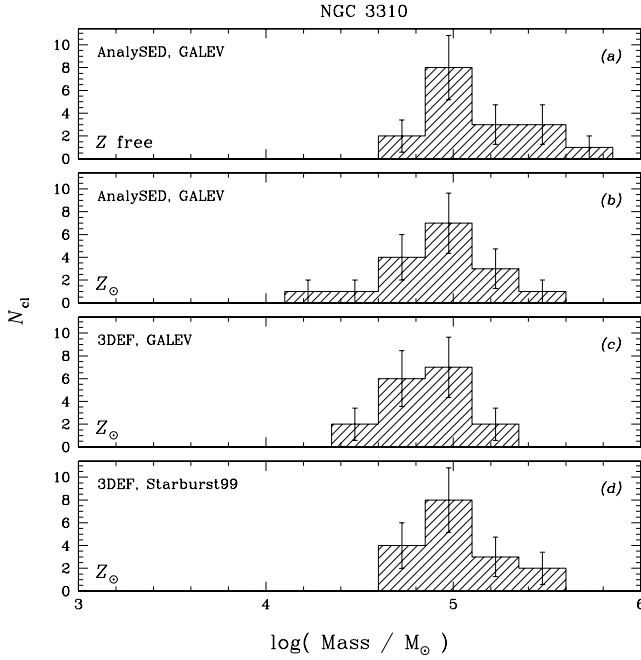 NGC 3310
AnalySED, GALEV
(a)
Z free
10
8
6
4
2
0
AnalySED, GALEV
(b)
Z⊙
10
8
6
4
2
0
3DEF, GALEV
(c)
Z⊙
10
8
6
4
2
0
3DEF, Starburst99
(d)
Z⊙
10
8
6
4
2
0
N_cl
3 4 5 6
log( Mass / M⊙ )